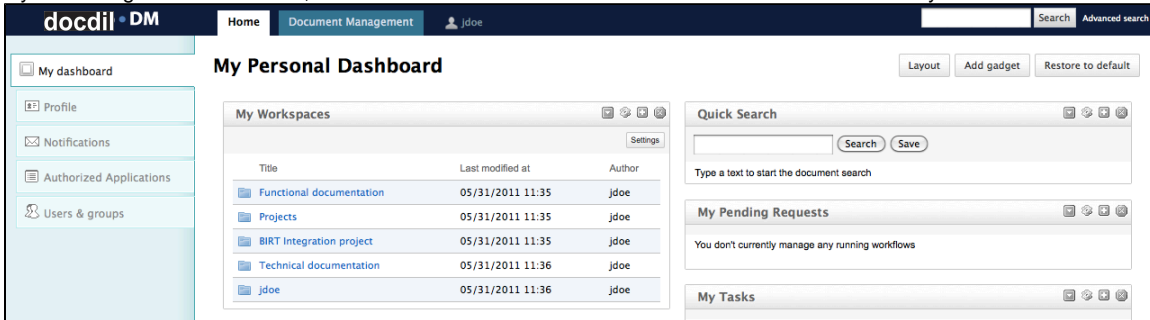 docdil • DM
Home
Document Management
jdoe
Search
Advanced search
My dashboard
Profile
Notifications
Authorized Applications
Users & groups
My Personal Dashboard
Layout
Add gadget
Restore to default
My Workspaces
Settings
Title Last modified at Author
Functional documentation 05/31/2011 11:35 jdoe
Projects 05/31/2011 11:35 jdoe
BIRT Integration project 05/31/2011 11:35 jdoe
Technical documentation 05/31/2011 11:36 jdoe
jdoe 05/31/2011 11:36 jdoe
Quick Search
Search Save
Type a text to start the document search
My Pending Requests
You don't currently manage any running workflows
My Tasks